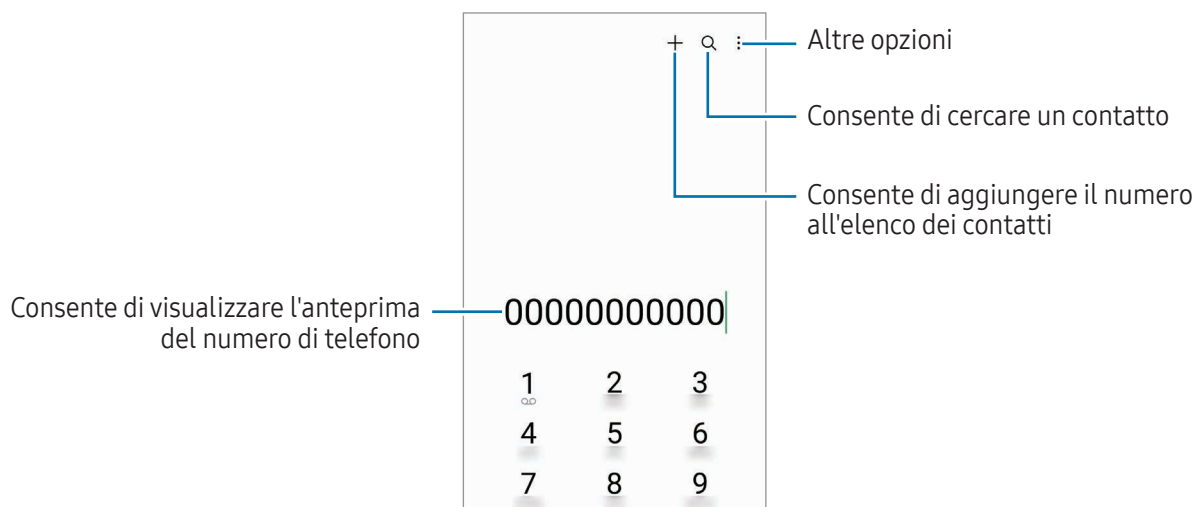 Altre opzioni
Consente di cercare un contatto
Consente di aggiungere il numero
all'elenco dei contatti
Consente di visualizzare l'anteprima
del numero di telefono
00000000000
1 2 3
4 5 6
7 8 9